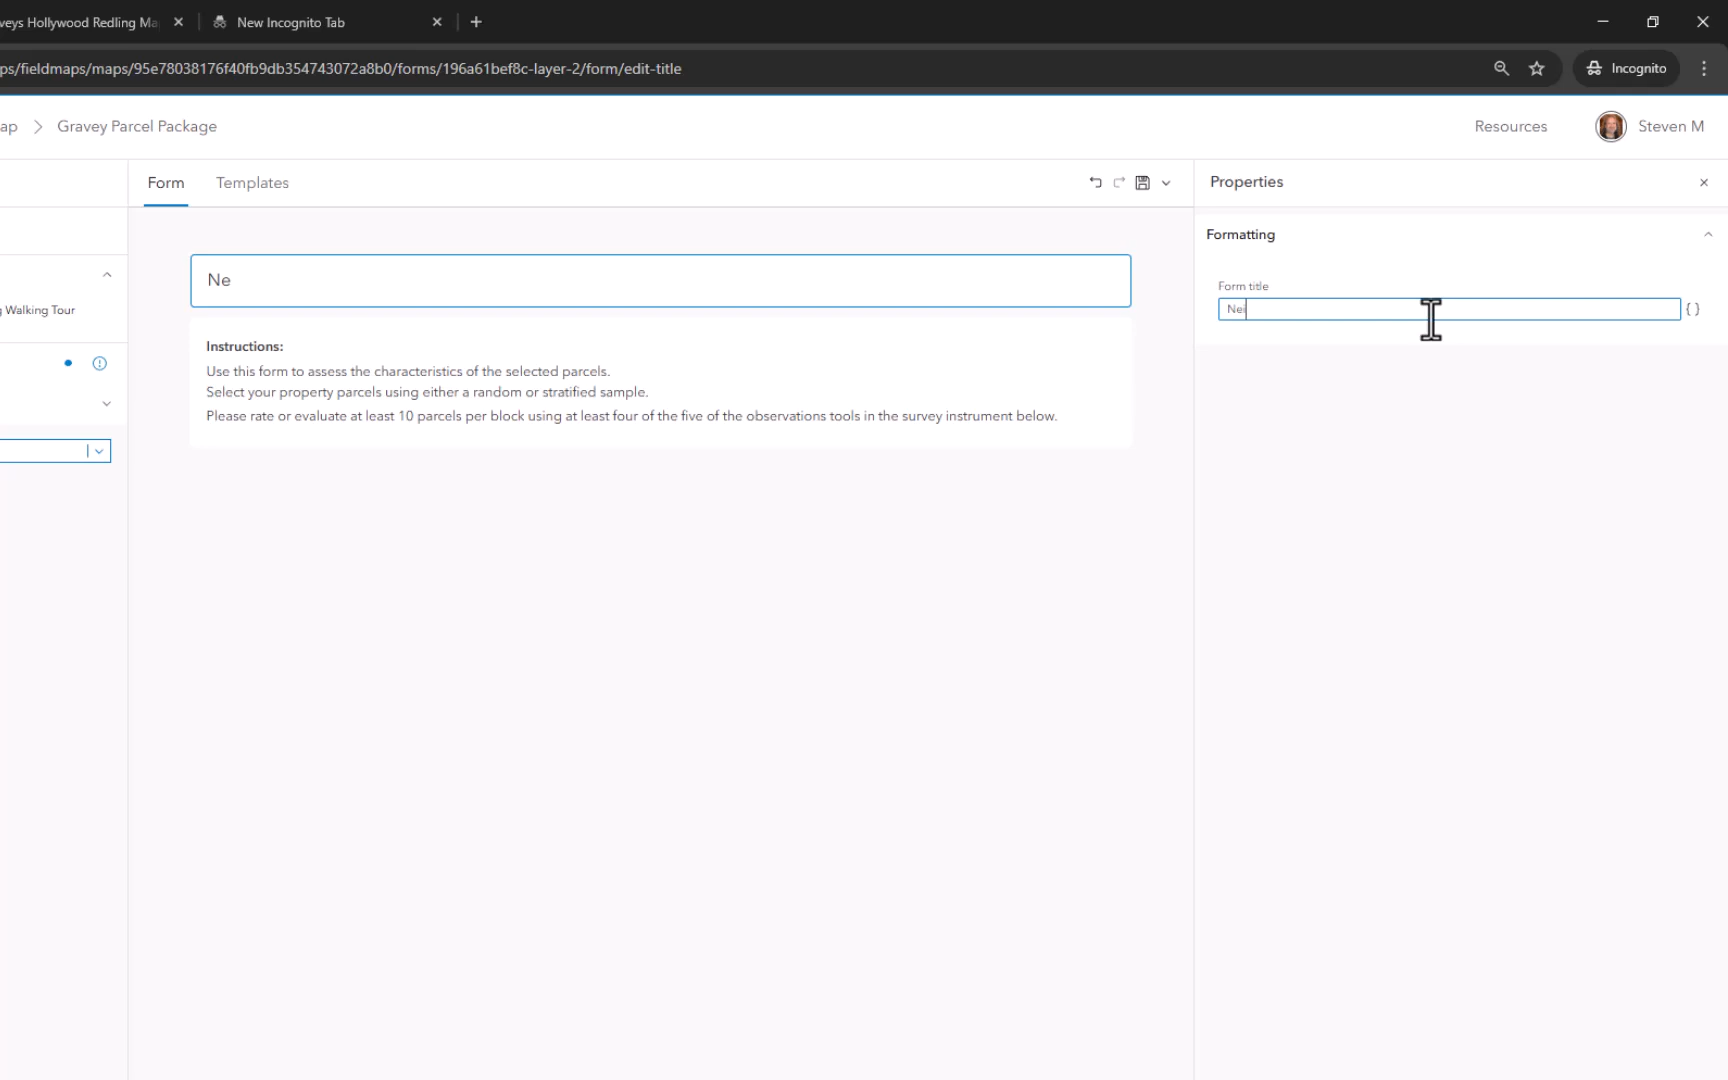 veys Hollywood Redling Ma
New Incognito Tab
ps/fieldmaps/maps/95e78038176f40fb9db354743072a8b0/forms/196a61bef8c-layer-2/form/edit-title
Incognito
ap > Gravey Parcel Package
Resources
Steven M
Form
Templates
Properties
Formatting
Ne
Form title
Nei
{ }
g Walking Tour
Instructions:
Use this form to assess the characteristics of the selected parcels.
Select your property parcels using either a random or stratified sample.
Please rate or evaluate at least 10 parcels per block using at least four of the five of the observations tools in the survey instrument below.